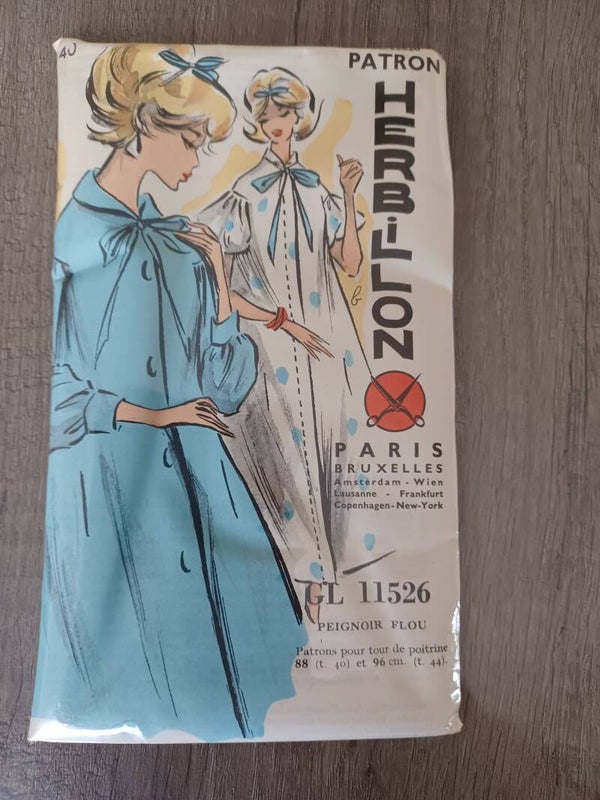 40
PATRON
HERBiLLON
PARIS
BRUXELLES
Amsterdam - Wien
Lausanne - Frankfurt
Copenhagen - New-York
GL 11526
PEIGNOIR FLOU
Patrons pour tour de poitrine
88 (t. 40) et 96 cm. (t. 44).